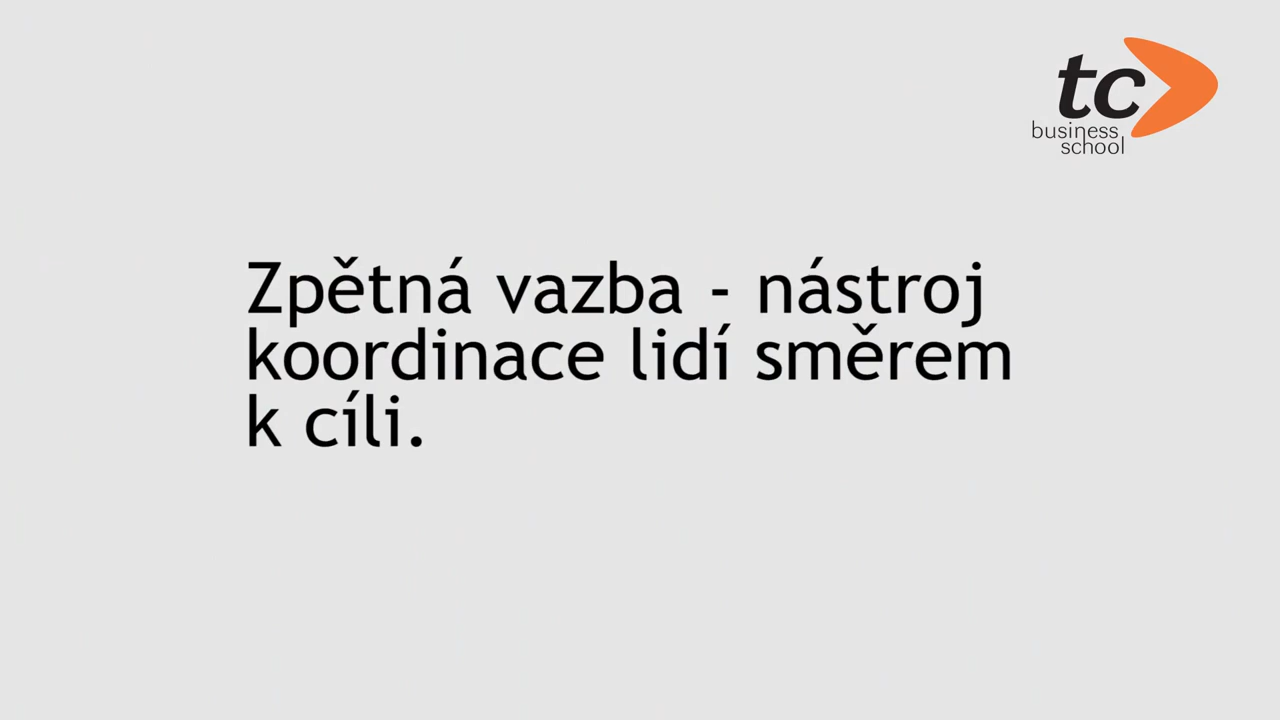 tc
business
school
Zpětná vazba - nástroj
koordinace lidí směrem
k cíli.